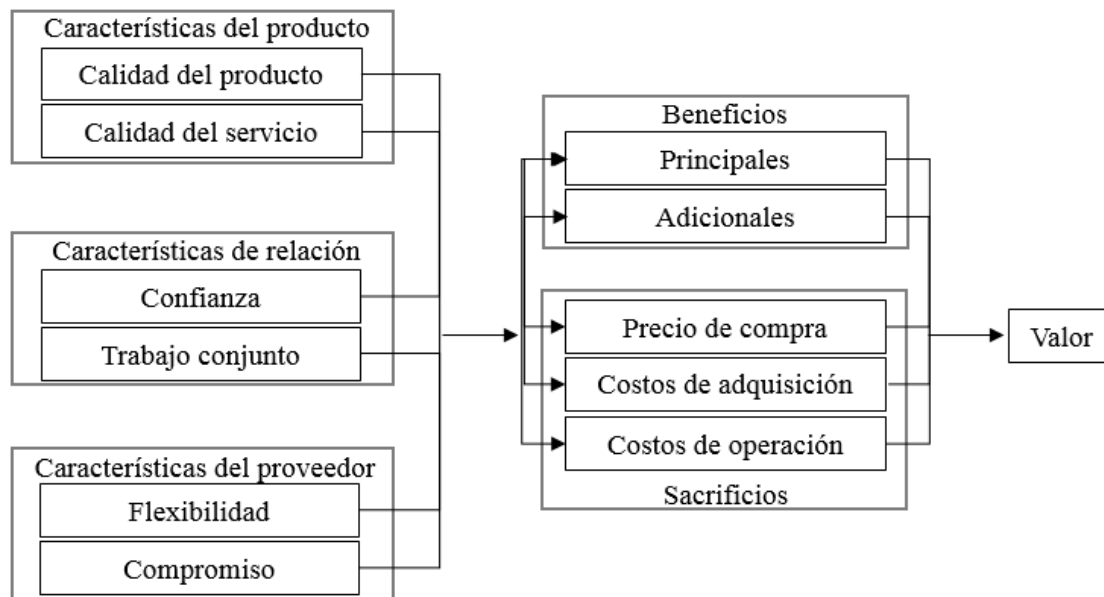 Características del producto
Calidad del producto
Calidad del servicio
Características de relación
Confianza
Trabajo conjunto
Características del proveedor
Flexibilidad
Compromiso
Beneficios
Principales
Adicionales
Precio de compra
Costos de adquisición
Costos de operación
Sacrificios
Valor